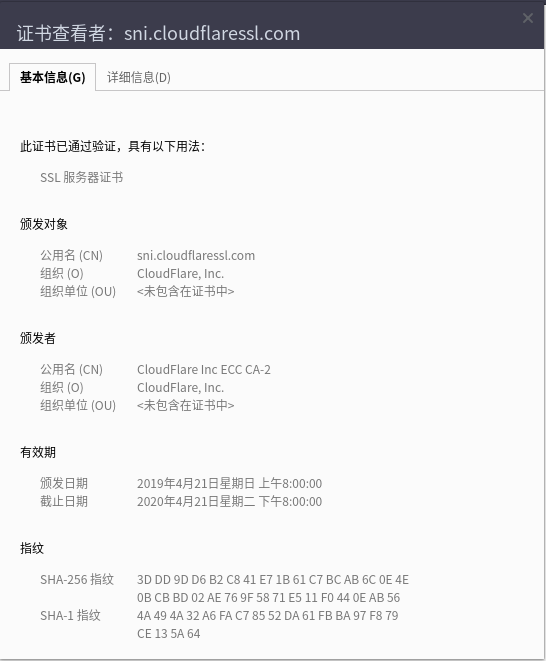 证书查看者：sni.cloudflaressl.com
基本信息(G) 详细信息(D)
此证书已通过验证，具有以下用法：
SSL 服务器证书
颁发对象
公用名 (CN) sni.cloudflaressl.com
组织 (O) CloudFlare, Inc.
组织单位 (OU) <未包含在证书中>
颁发者
公用名 (CN) CloudFlare Inc ECC CA-2
组织 (O) CloudFlare, Inc.
组织单位 (OU) <未包含在证书中>
有效期
颁发日期 2019年4月21日星期日 上午8:00:00
截止日期 2020年4月21日星期二 下午8:00:00
指纹
SHA-256 指纹 3D DD 9D D6 B2 C8 41 E7 1B 61 C7 BC AB 6C 0E 4E
0B CB BD 02 AE 76 9F 58 71 E5 11 F0 44 0E AB 56
SHA-1 指纹 4A 49 4A 32 A6 FA C7 85 52 DA 61 FB BA 97 F8 79
CE 13 5A 64